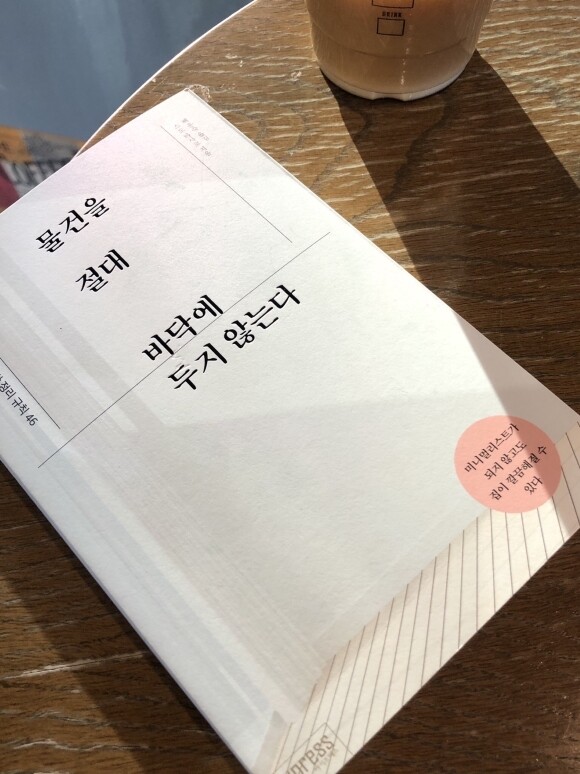 물건을
절대
바닥에
두지 않는다
정리 규칙 46
미니멀리스트가
되지 않고도
집이 깔끔해질 수
있다
press